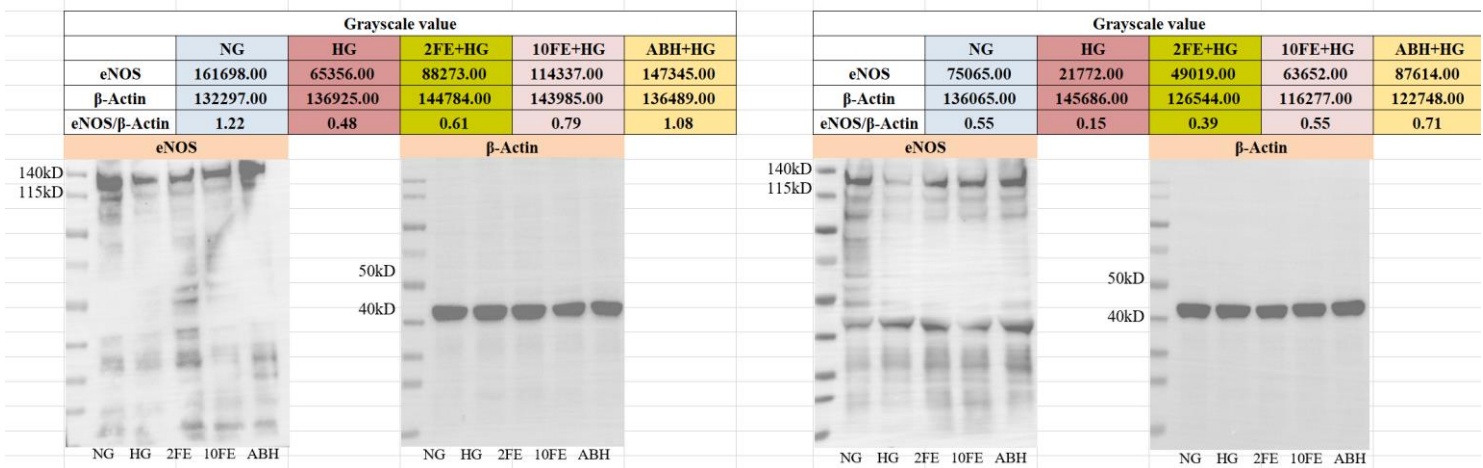 Grayscale value
NG HG 2FE+HG 10FE+HG ABH+HG
eNOS 161698.00 65356.00 88273.00 114337.00 147345.00
β-Actin 132297.00 136925.00 144784.00 143985.00 136489.00
eNOS/β-Actin 1.22 0.48 0.61 0.79 1.08
eNOS β-Actin
140kD
115kD
50kD
40kD
NG HG 2FE 10FE ABH
NG HG 2FE 10FE ABH
Grayscale value
NG HG 2FE+HG 10FE+HG ABH+HG
eNOS 75065.00 21772.00 49019.00 63652.00 87614.00
β-Actin 136065.00 145686.00 126544.00 116277.00 122748.00
eNOS/β-Actin 0.55 0.15 0.39 0.55 0.71
eNOS β-Actin
140kD
115kD
50kD
40kD
NG HG 2FE 10FE ABH
NG HG 2FE 10FE ABH